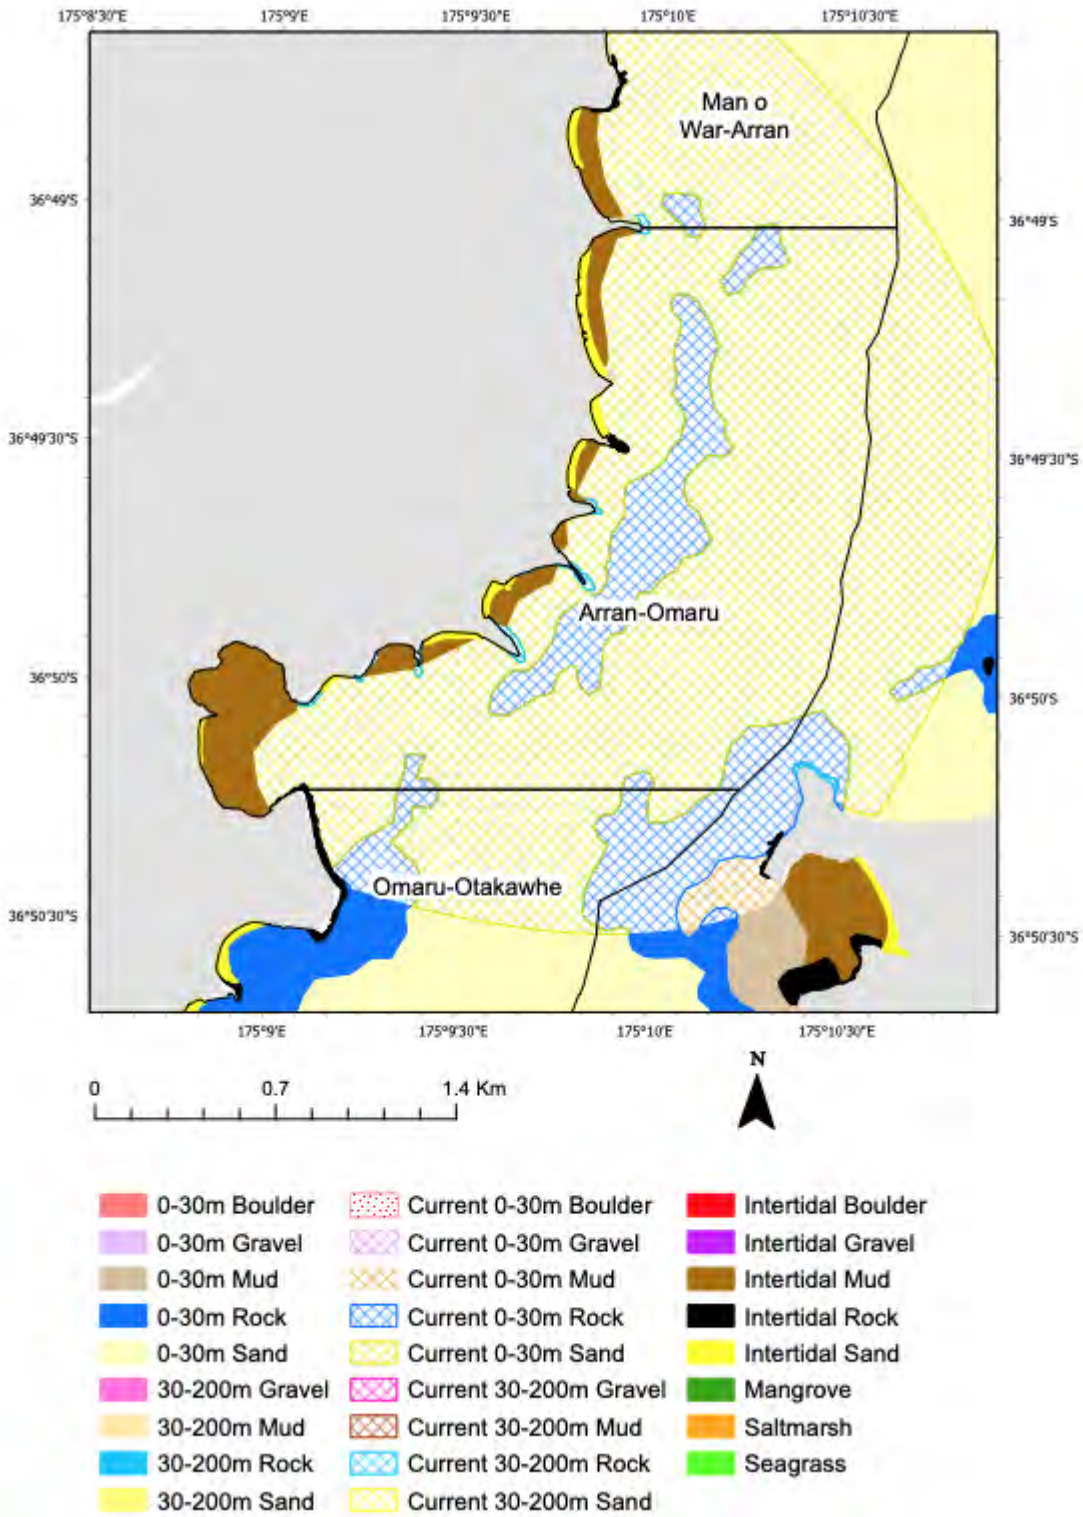 175°8'30"E 175°9'E 175°9'30"E 175°10'E 175°10'30"E
Man o
War-Arran
36°49'S
36°49'S
36°49'30"S
36°49'30"S
Arran-Omaru
36°50'S
36°50'S
Omaru-Otakawhe
36°50'30"S
36°50'30"S
175°9'E 175°9'30"E 175°10'E 175°10'30"E
N
0 0.7 1.4 Km
0-30m Boulder Current 0-30m Boulder Intertidal Boulder
0-30m Gravel Current 0-30m Gravel Intertidal Gravel
0-30m Mud Current 0-30m Mud Intertidal Mud
0-30m Rock Current 0-30m Rock Intertidal Rock
0-30m Sand Current 0-30m Sand Intertidal Sand
30-200m Gravel Current 30-200m Gravel Mangrove
30-200m Mud Current 30-200m Mud Saltmarsh
30-200m Rock Current 30-200m Rock Seagrass
30-200m Sand Current 30-200m Sand